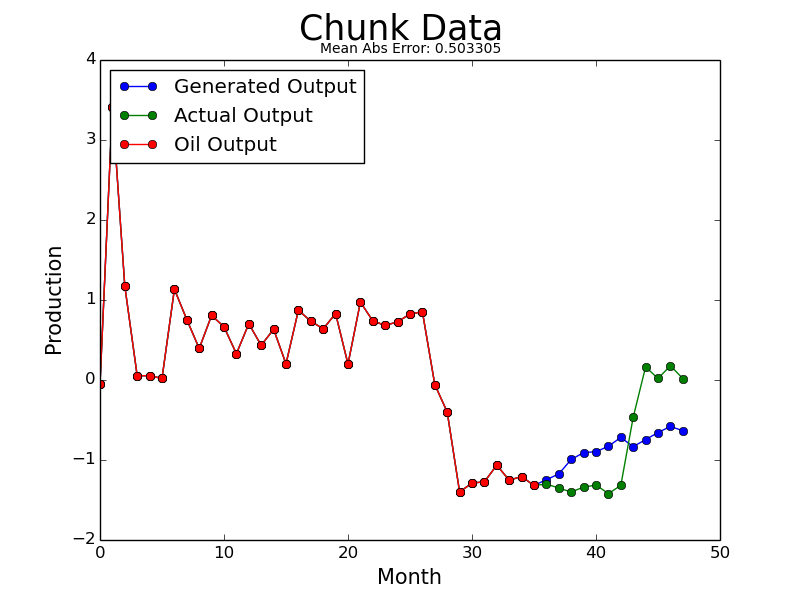 Chunk Data
Mean Abs Error: 0.503305
4
3
2
1
0
−1
−2
Generated Output
Actual Output
Oil Output
Production
0 10 20 30 40 50
Month